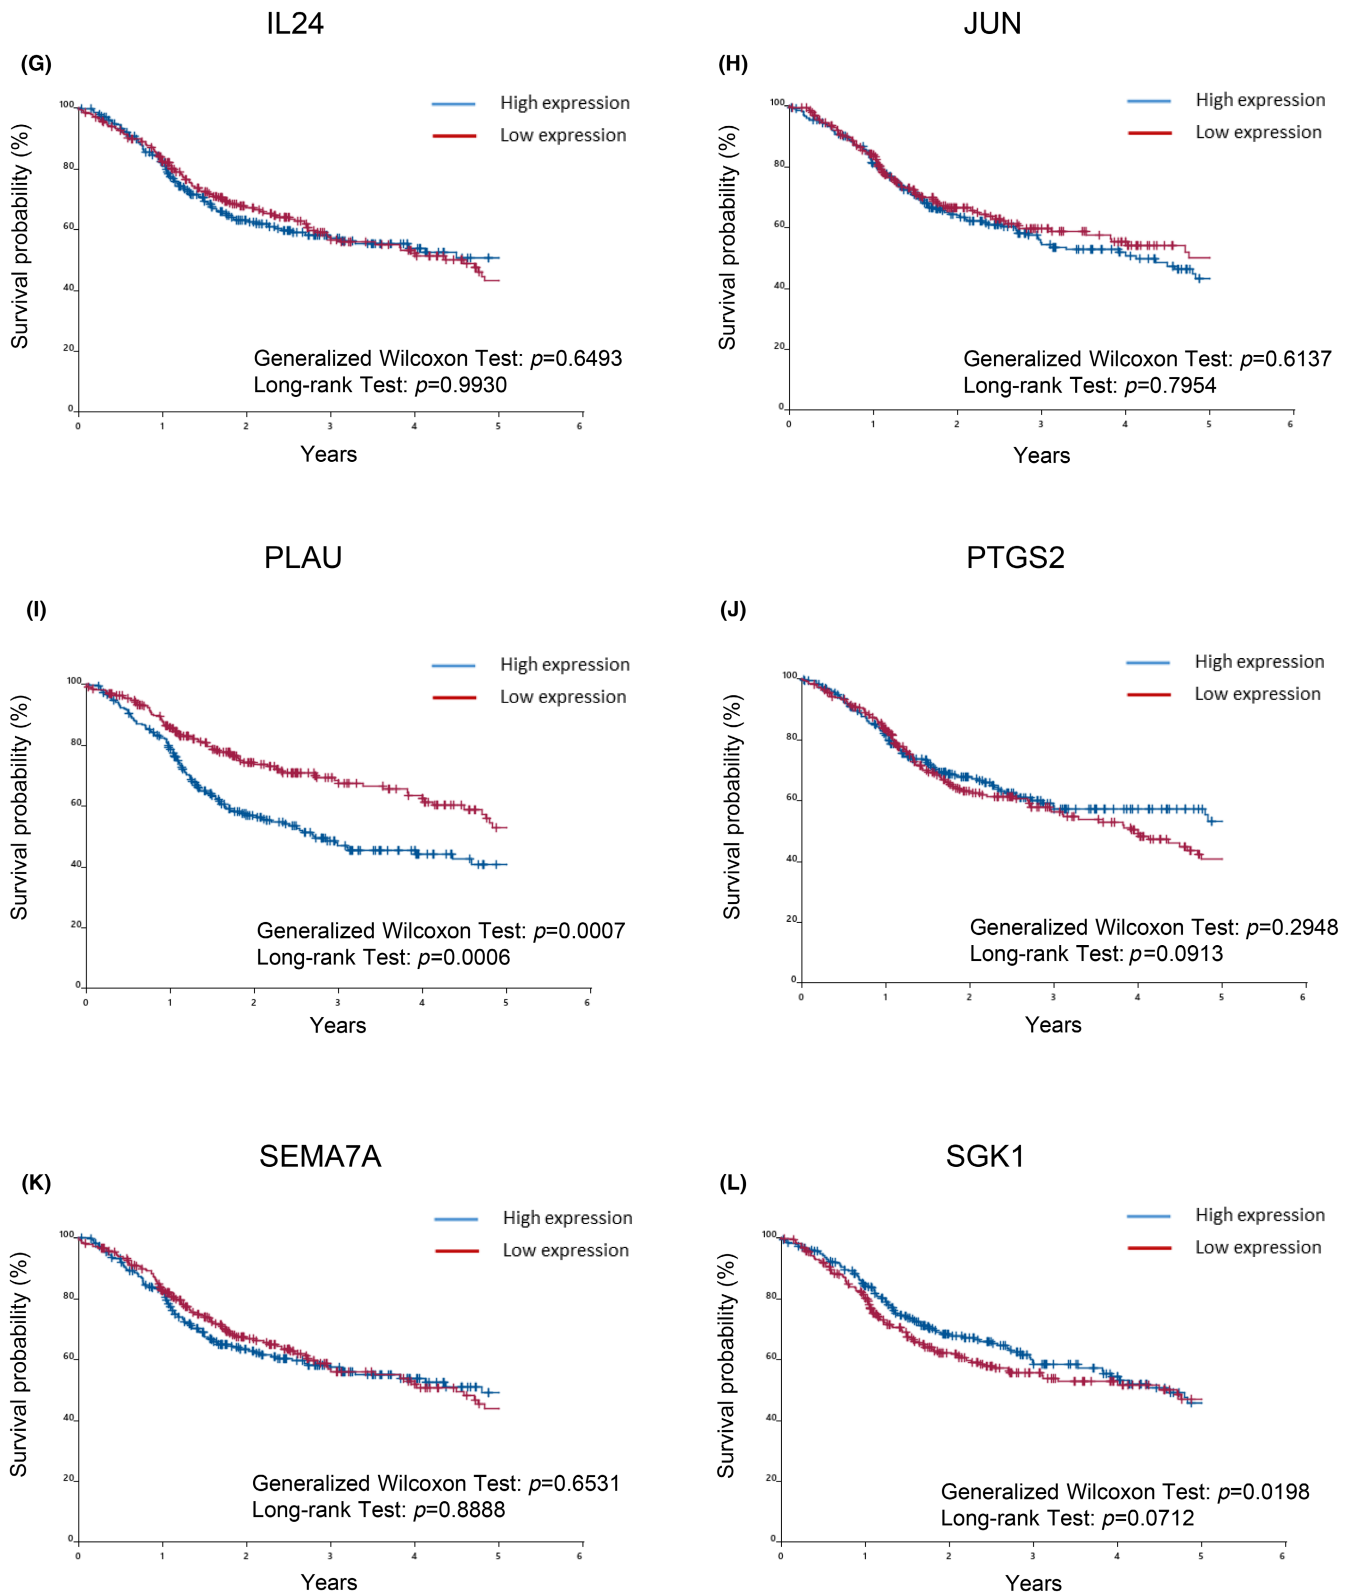 IL24
(G)
High expression
Low expression
Survival probability (%)
100
80
60
40
20
0
0 1 2 3 4 5 6
Generalized Wilcoxon Test: p=0.6493
Long-rank Test: p=0.9930
Years
JUN
(H)
High expression
Low expression
Survival probability (%)
100
80
60
40
20
0
0 1 2 3 4 5 6
Generalized Wilcoxon Test: p=0.6137
Long-rank Test: p=0.7954
Years
PLAU
(I)
High expression
Low expression
Survival probability (%)
100
80
60
40
20
0
0 1 2 3 4 5 6
Generalized Wilcoxon Test: p=0.0007
Long-rank Test: p=0.0006
Years
PTGS2
(J)
High expression
Low expression
Survival probability (%)
100
80
60
40
20
0
0 1 2 3 4 5 6
Generalized Wilcoxon Test: p=0.2948
Long-rank Test: p=0.0913
Years
SEMA7A
(K)
High expression
Low expression
Survival probability (%)
100
80
60
40
20
0
0 1 2 3 4 5 6
Generalized Wilcoxon Test: p=0.6531
Long-rank Test: p=0.8888
Years
SGK1
(L)
High expression
Low expression
Survival probability (%)
100
80
60
40
20
0
0 1 2 3 4 5 6
Generalized Wilcoxon Test: p=0.0198
Long-rank Test: p=0.0712
Years